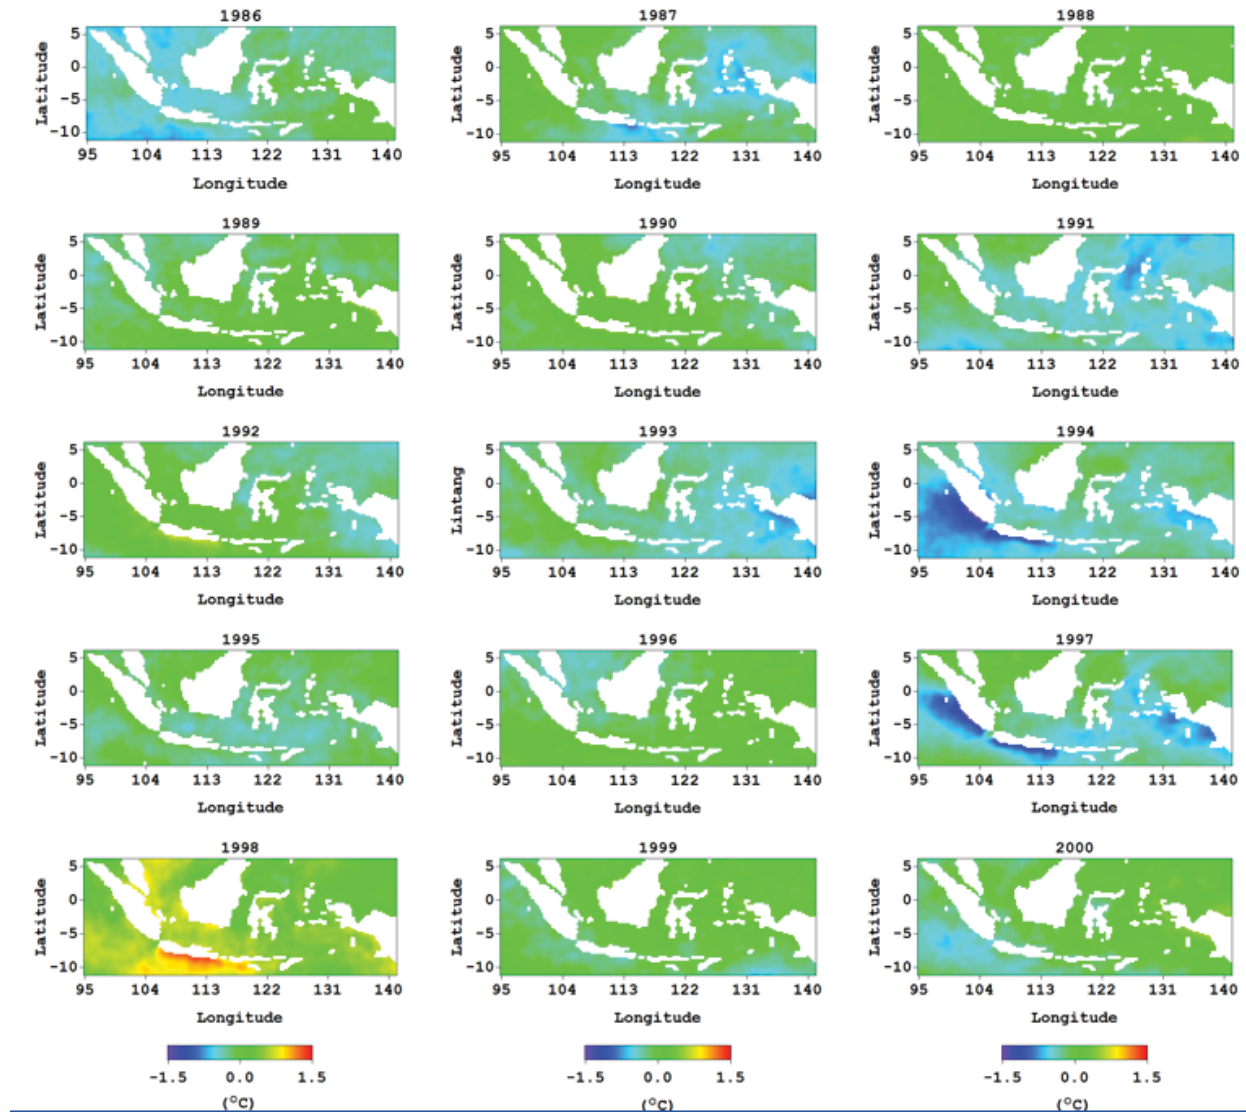 1986 1987 1988
Latitude 5 0 -5 -10 Latitude 5 0 -5 -10 Latitude 5 0 -5 -10
95 104 113 122 131 140 95 104 113 122 131 140 95 104 113 122 131 140
Longitude Longitude Longitude
1989 1990 1991
Latitude 5 0 -5 -10 Latitude 5 0 -5 -10 Latitude 5 0 -5 -10
95 104 113 122 131 140 95 104 113 122 131 140 95 104 113 122 131 140
Longitude Longitude Longitude
1992 1993 1994
Latitude 5 0 -5 -10 Lintang 5 0 -5 -10 Latitude 5 0 -5 -10
95 104 113 122 131 140 95 104 113 122 131 140 95 104 113 122 131 140
Longitude Longitude Longitude
1995 1996 1997
Latitude 5 0 -5 -10 Latitude 5 0 -5 -10 Latitude 5 0 -5 -10
95 104 113 122 131 140 95 104 113 122 131 140 95 104 113 122 131 140
Longitude Longitude Longitude
1998 1999 2000
Latitude 5 0 -5 -10 Latitude 5 0 -5 -10 Latitude 5 0 -5 -10
95 104 113 122 131 140 95 104 113 122 131 140 95 104 113 122 131 140
Longitude Longitude Longitude
-1.5 0.0 1.5 -1.5 0.0 1.5 -1.5 0.0 1.5
(°C) (°C) (°C)